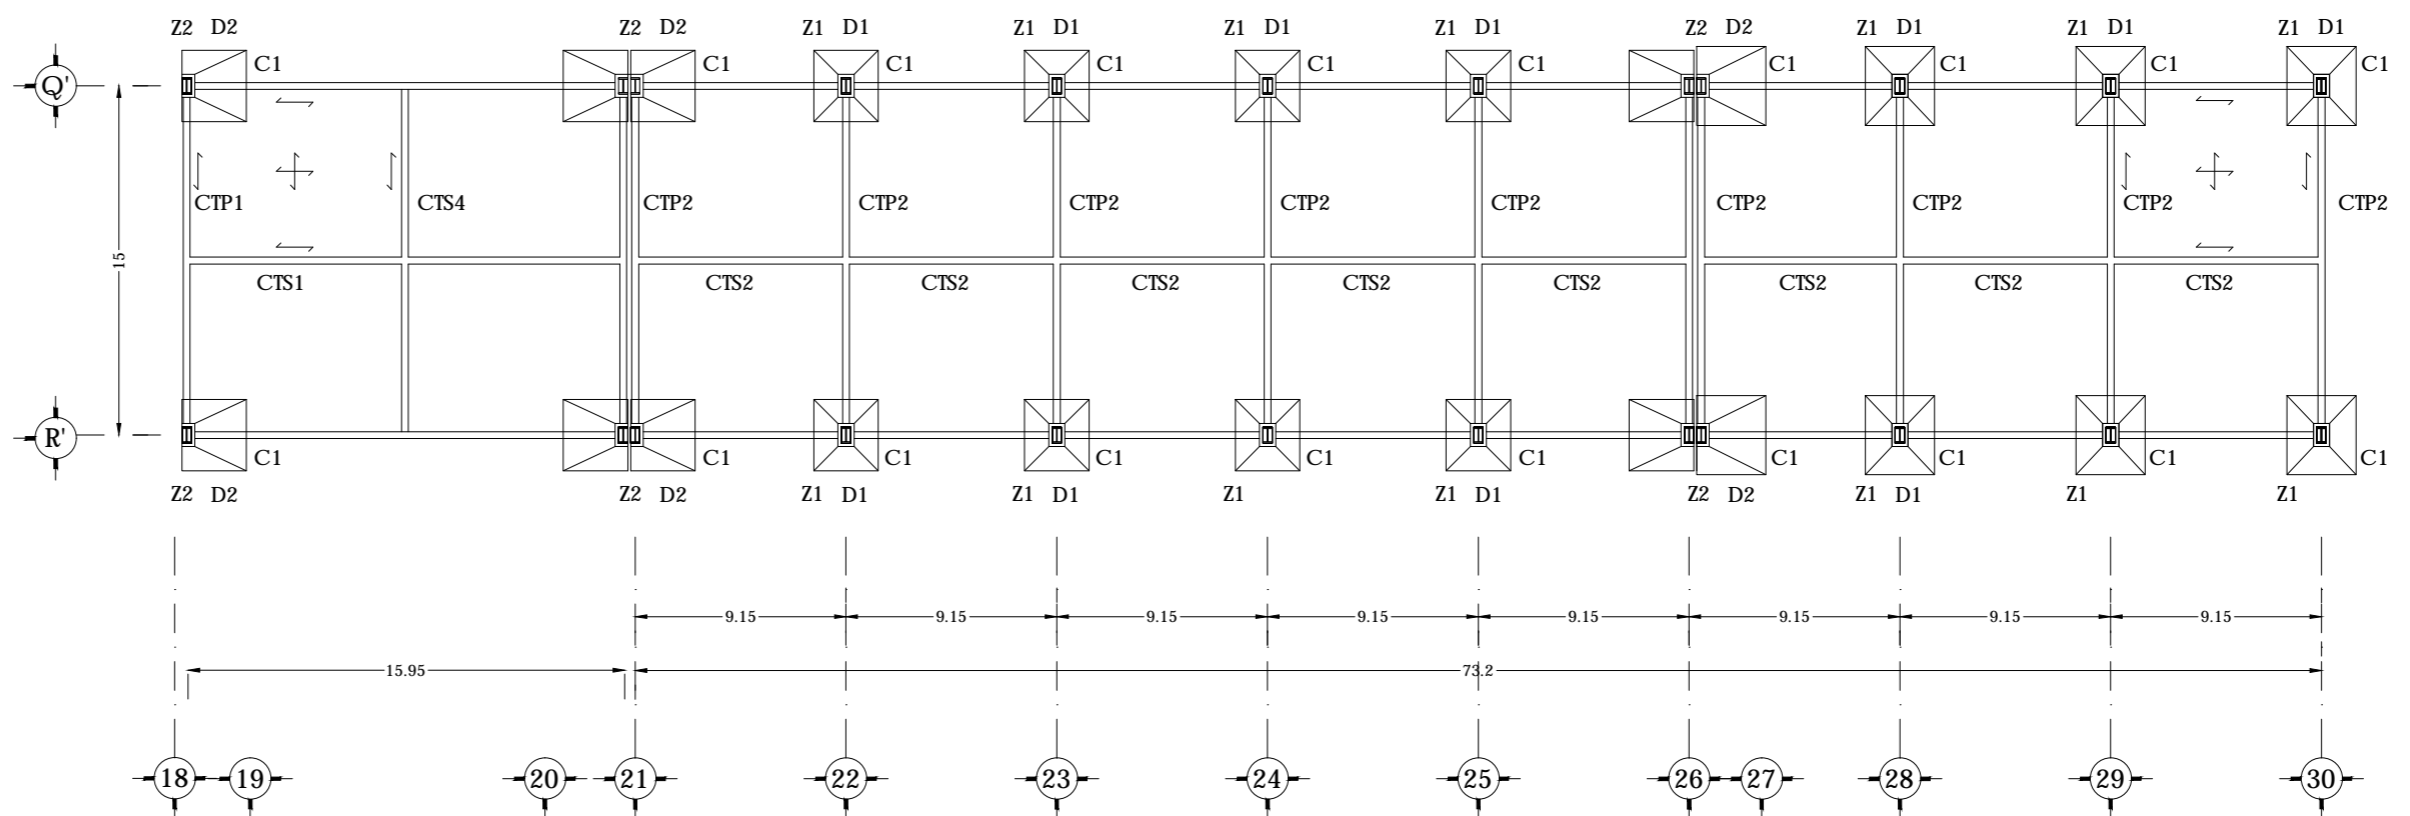 Z2 D2 Z2 D2 Z1 D1 Z1 D1 Z1 D1 Z1 D1 Z2 D2 Z1 D1 Z1 D1 Z1 D1
C1 C1 C1 C1 C1 C1 C1 C1 C1 C1
Q'
CTP1 CTS4 CTP2 CTP2 CTP2 CTP2 CTP2 CTP2 CTP2 CTP2 CTP2
15
CTS1 CTS2 CTS2 CTS2 CTS2 CTS2 CTS2 CTS2 CTS2
R'
C1 C1 C1 C1 C1 C1 C1 C1 C1 C1
Z2 D2 Z2 D2 Z1 D1 Z1 D1 Z1 Z1 D1 Z2 D2 Z1 D1 Z1 Z1
9.15 9.15 9.15 9.15 9.15 9.15 9.15 9.15
15.95 73.2
18 19 20 21 22 23 24 25 26 27 28 29 30